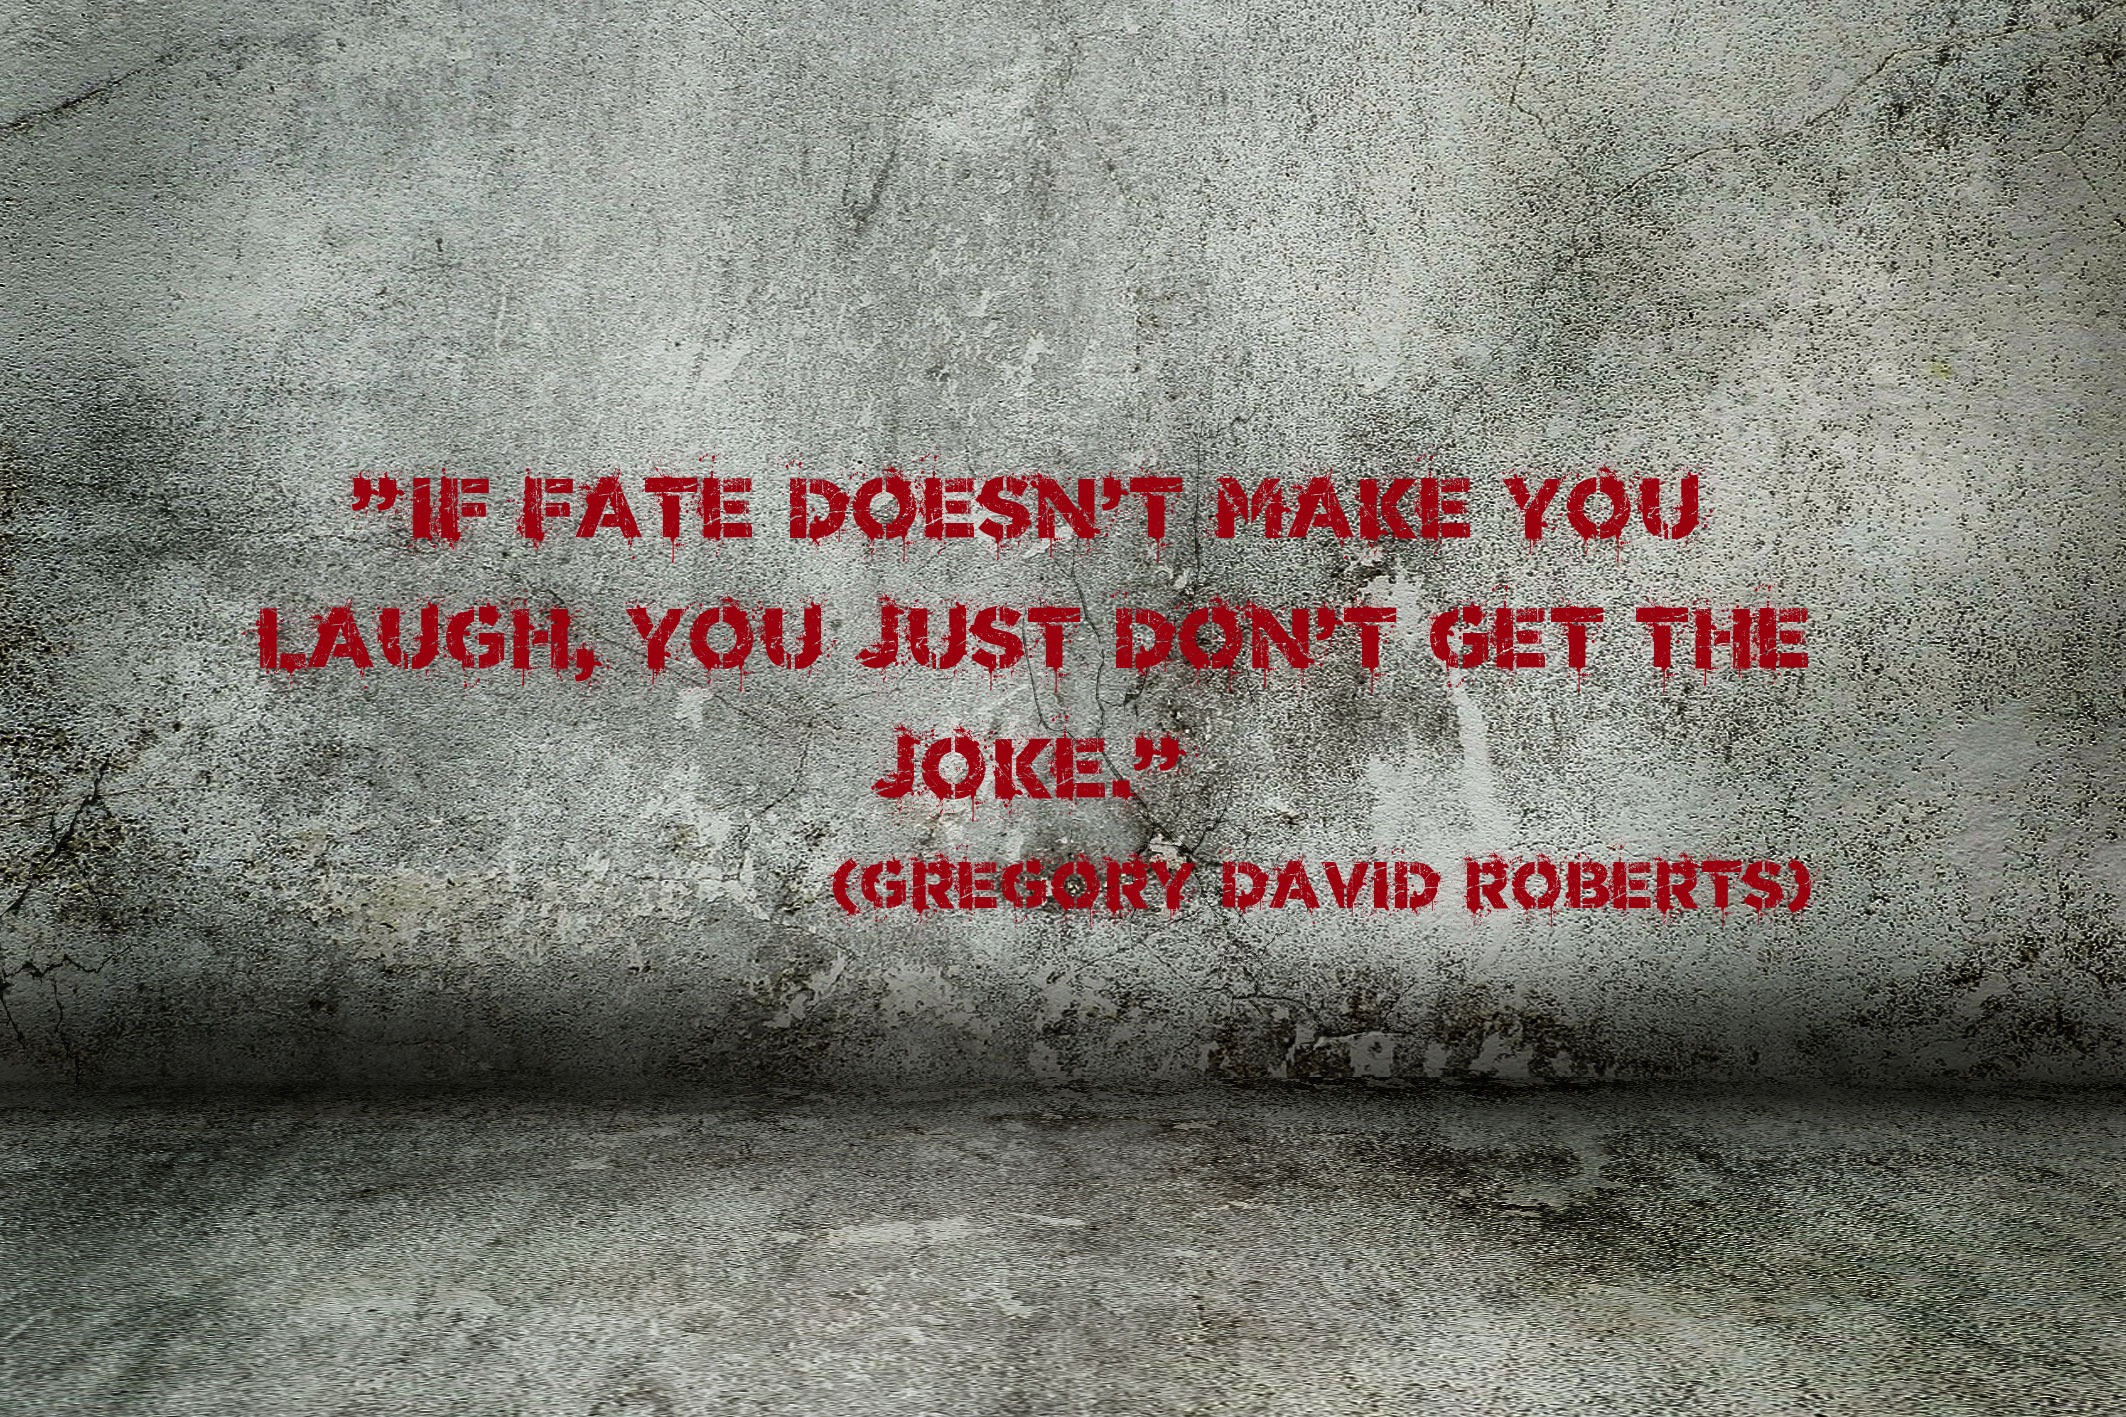 ”IF FATE DOESN’T MAKE YOU
LAUGH, YOU JUST DON’T GET THE
JOKE.”
(GREGORY DAVID ROBERTS)